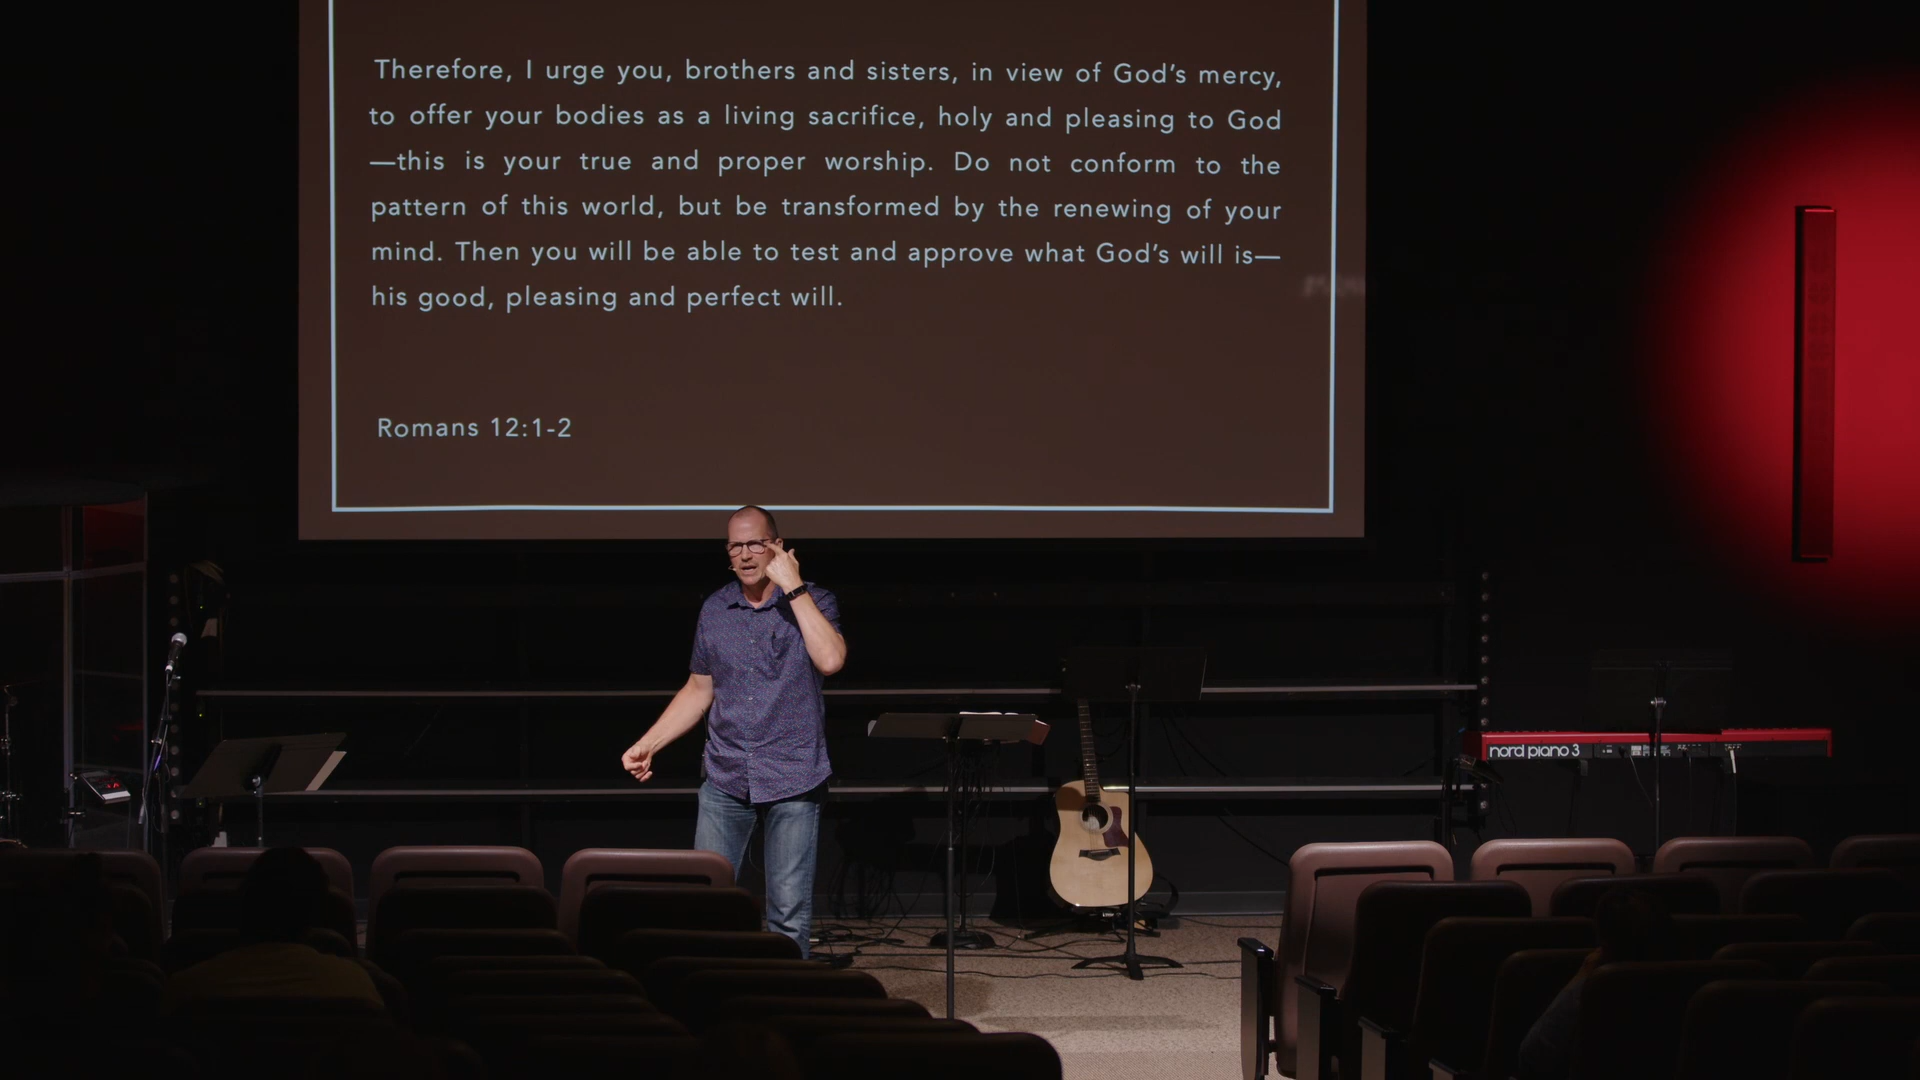 Therefore, I urge you, brothers and sisters, in view of God's mercy,
to offer your bodies as a living sacrifice, holy and pleasing to God
—this is your true and proper worship. Do not conform to the
pattern of this world, but be transformed by the renewing of your
mind. Then you will be able to test and approve what God's will is—
his good, pleasing and perfect will.
Romans 12:1-2
nord piano 3